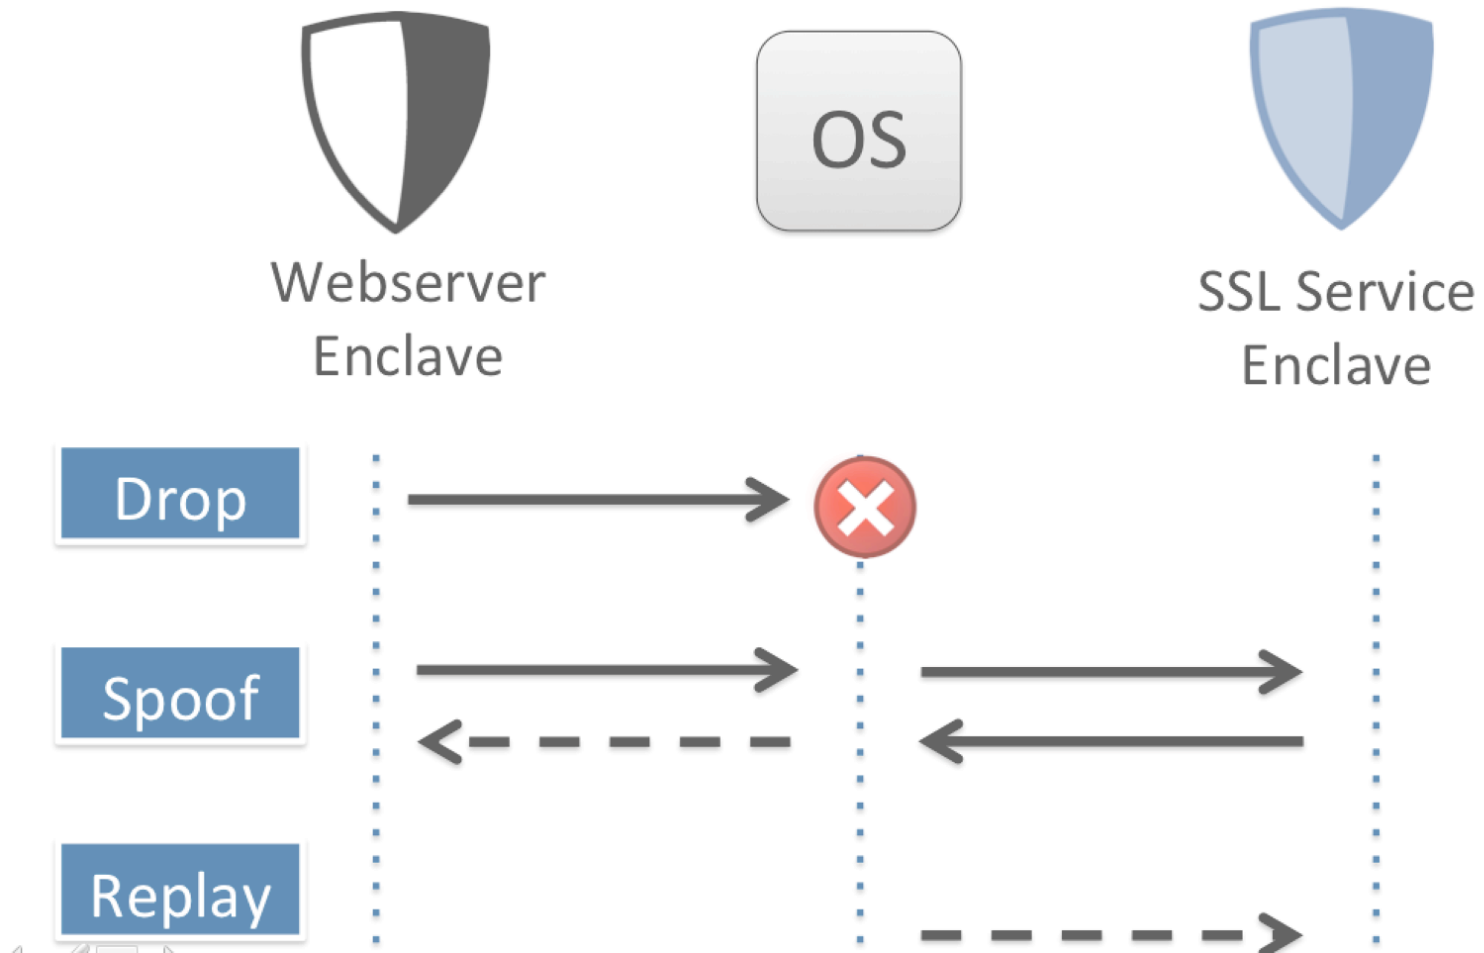 OS
Webserver
Enclave
SSL Service
Enclave
Drop
Spoof
Replay